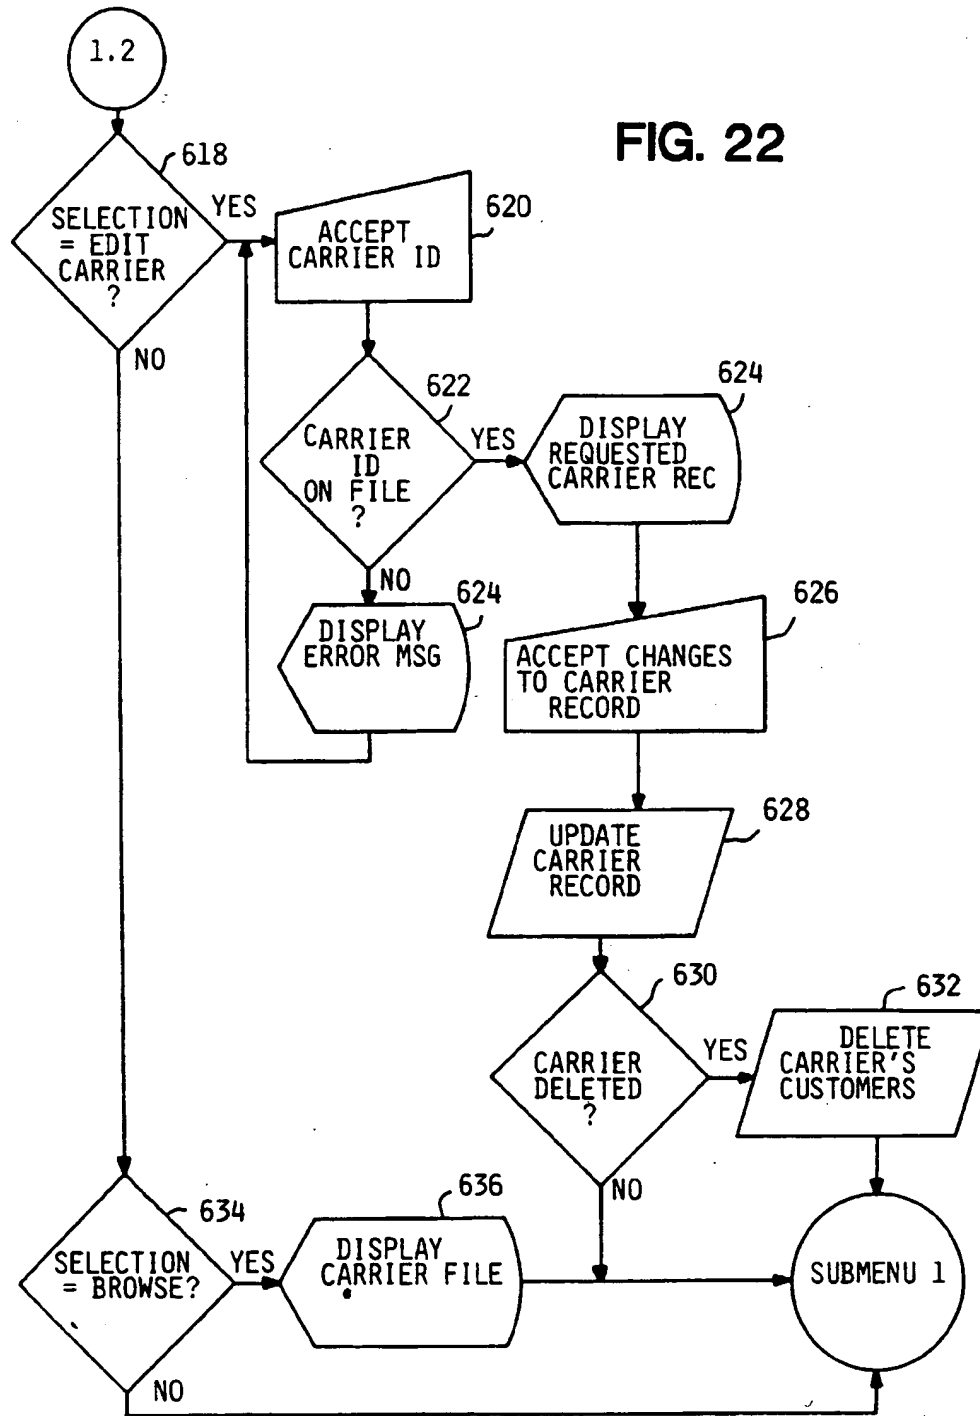 1.2
FIG. 22
618
SELECTION
= EDIT
CARRIER
?
YES
NO
620
ACCEPT
CARRIER ID
622
CARRIER
ID
ON FILE
?
YES
NO
624
DISPLAY
REQUESTED
CARRIER REC
624
DISPLAY
ERROR MSG
626
ACCEPT CHANGES
TO CARRIER
RECORD
628
UPDATE
CARRIER
RECORD
630
CARRIER
DELETED
?
YES
NO
632
DELETE
CARRIER'S
CUSTOMERS
634
SELECTION
= BROWSE?
YES
NO
636
DISPLAY
CARRIER FILE
SUBMENU 1